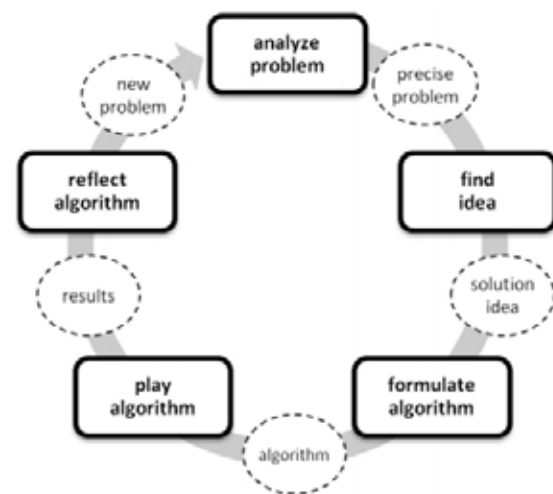 analyze
problem
precise
problem
find
idea
solution
idea
formulate
algorithm
algorithm
play
algorithm
results
reflect
algorithm
new
problem